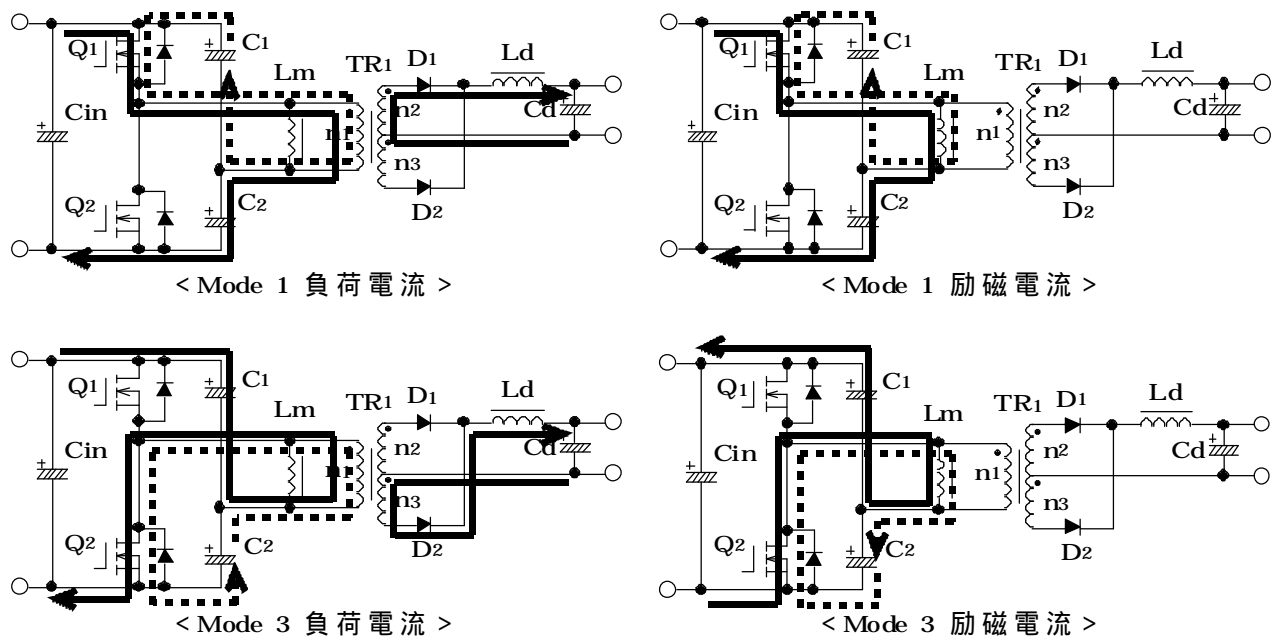 Q1
C1
Cin
Lm
TR1
D1
Ld
n1
n2
Cd
n3
Q2
C2
D2
< Mode 1 負荷電流 >
Q1
C1
Cin
Lm
TR1
D1
Ld
n1
n2
Cd
n3
Q2
C2
D2
< Mode 1 励磁電流 >
Q1
C1
Cin
Lm
TR1
D1
Ld
n1
n2
Cd
n3
Q2
C2
D2
< Mode 3 負荷電流 >
Q1
C1
Cin
Lm
TR1
D1
Ld
n1
n2
Cd
n3
Q2
C2
D2
< Mode 3 励磁電流 >